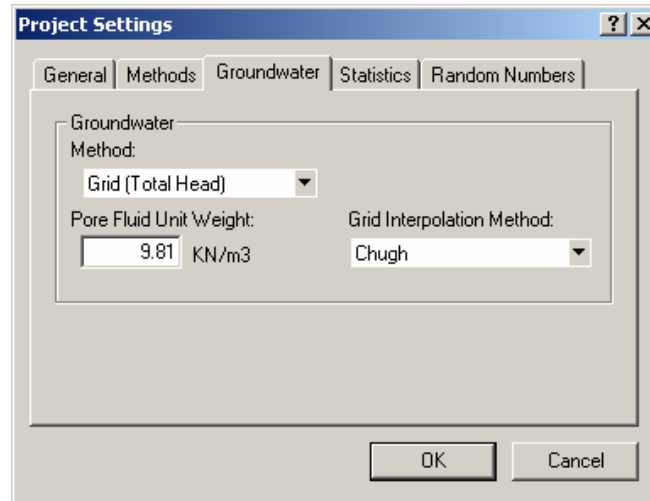 Project Settings
General Methods Groundwater Statistics Random Numbers
Groundwater
Method:
Grid (Total Head)
Pore Fluid Unit Weight: Grid Interpolation Method:
9.81 KN/m3 Chugh
OK Cancel